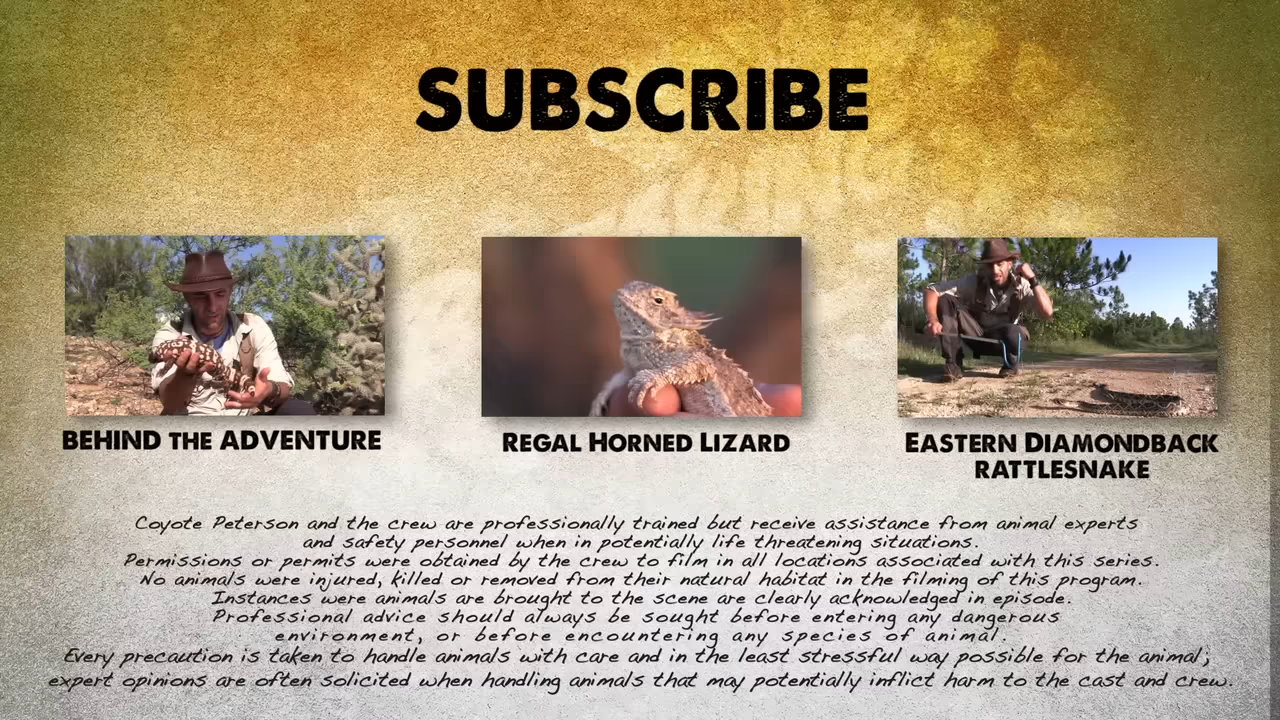 SUBSCRIBE
BEHIND THE ADVENTURE
REGAL HORNED LIZARD
EASTERN DIAMONDBACK
RATTLESNAKE
Coyote Peterson and the crew are professionally trained but receive assistance from animal experts
and safety personnel when in potentially life threatening situations.
Permissions or permits were obtained by the crew to film in all locations associated with this series.
No animals were injured, killed or removed from their natural habitat in the filming of this program.
Instances were animals are brought to the scene are clearly acknowledged in episode.
Professional advice should always be sought before entering any dangerous
environment, or before encountering any species of animal.
Every precaution is taken to handle animals with care and in the least stressful way possible for the animal;
expert opinions are often solicited when handling animals that may potentially inflict harm to the cast and crew.